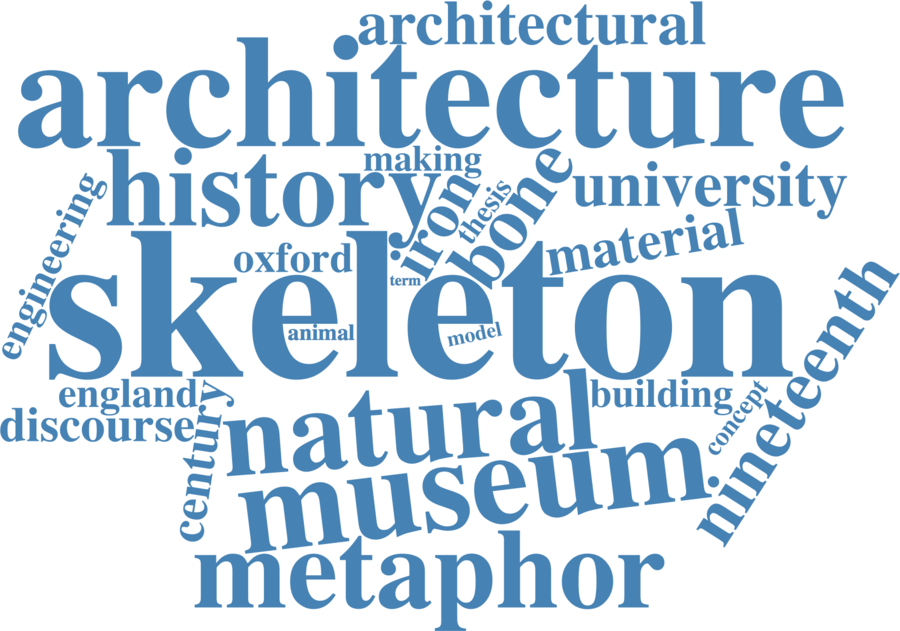 architectural
architecture
making
history
iron
thesis
bone
university
engineering
oxford
term
material
skeleton
animal
model
nineteenth
england
building
concept
discourse
century
natural
museum
metaphor